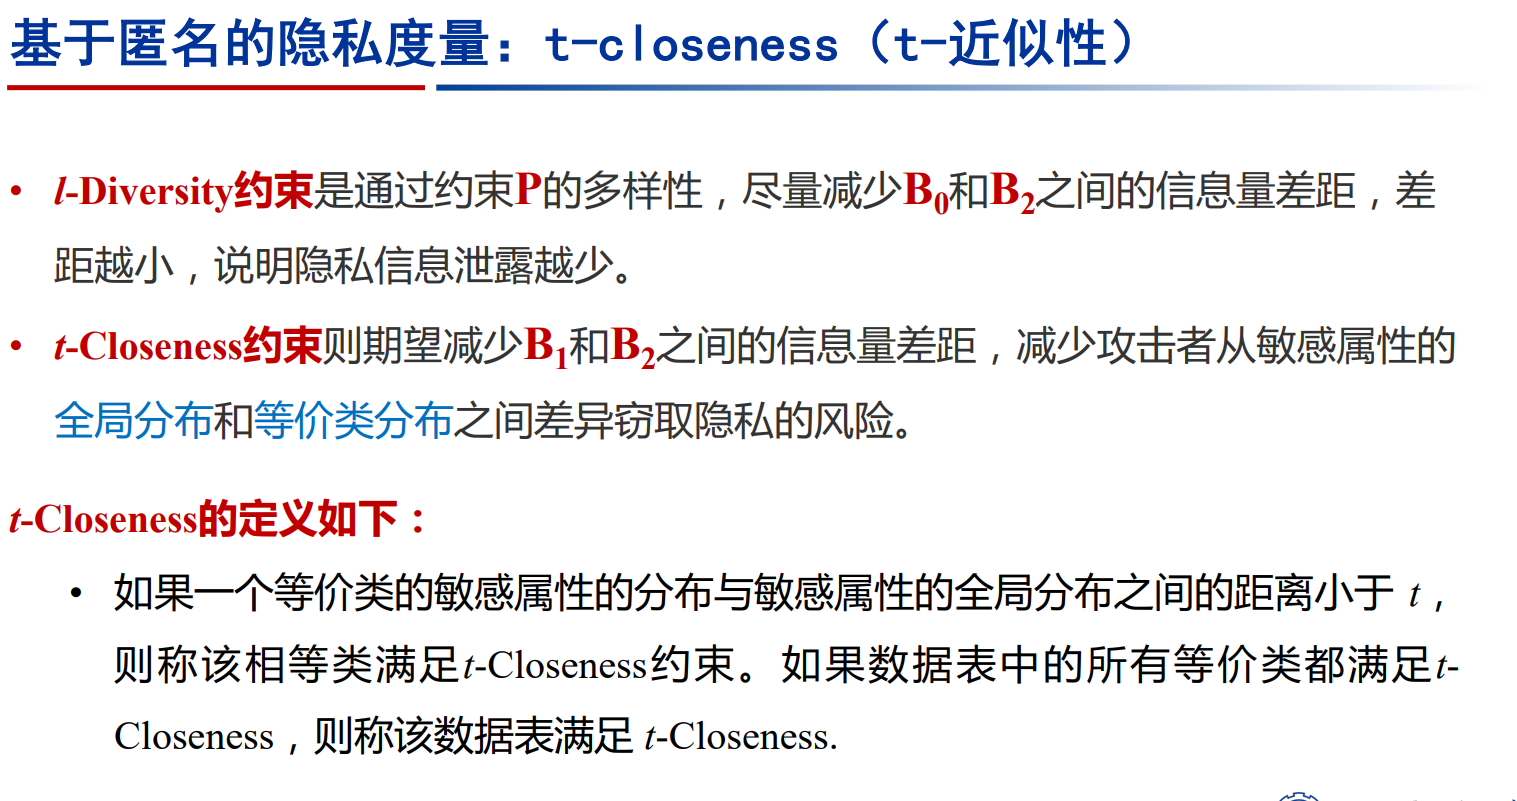 基于匿名的隐私度量：t-closeness（t-近似性）
• l-Diversity约束是通过约束P的多样性，尽量减少B0和B2之间的信息量差距，差
距越小，说明隐私信息泄露越少。
• t-Closeness约束则期望减少B1和B2之间的信息量差距，减少攻击者从敏感属性的
全局分布和等价类分布之间差异窃取隐私的风险。
t-Closeness的定义如下：
• 如果一个等价类的敏感属性的分布与敏感属性的全局分布之间的距离小于 t，
则称该相等类满足t-Closeness约束。如果数据表中的所有等价类都满足t-
Closeness，则称该数据表满足 t-Closeness.